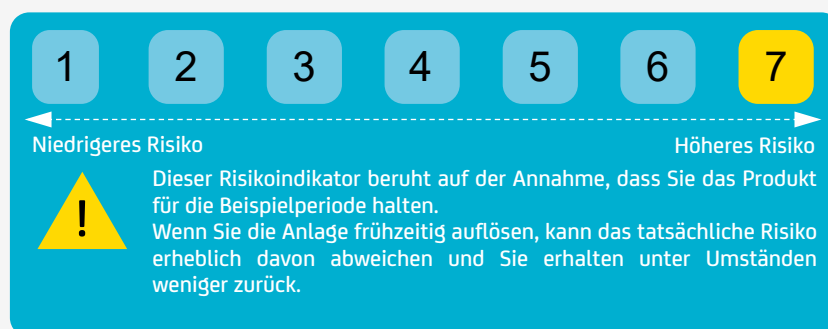 1 2 3 4 5 6 7
Niedrigeres Risiko Höheres Risiko
!
Dieser Risikoindikator beruht auf der Annahme, dass Sie das Produkt
für die Beispielperiode halten.
Wenn Sie die Anlage frühzeitig auflösen, kann das tatsächliche Risiko
erheblich davon abweichen und Sie erhalten unter Umständen
weniger zurück.